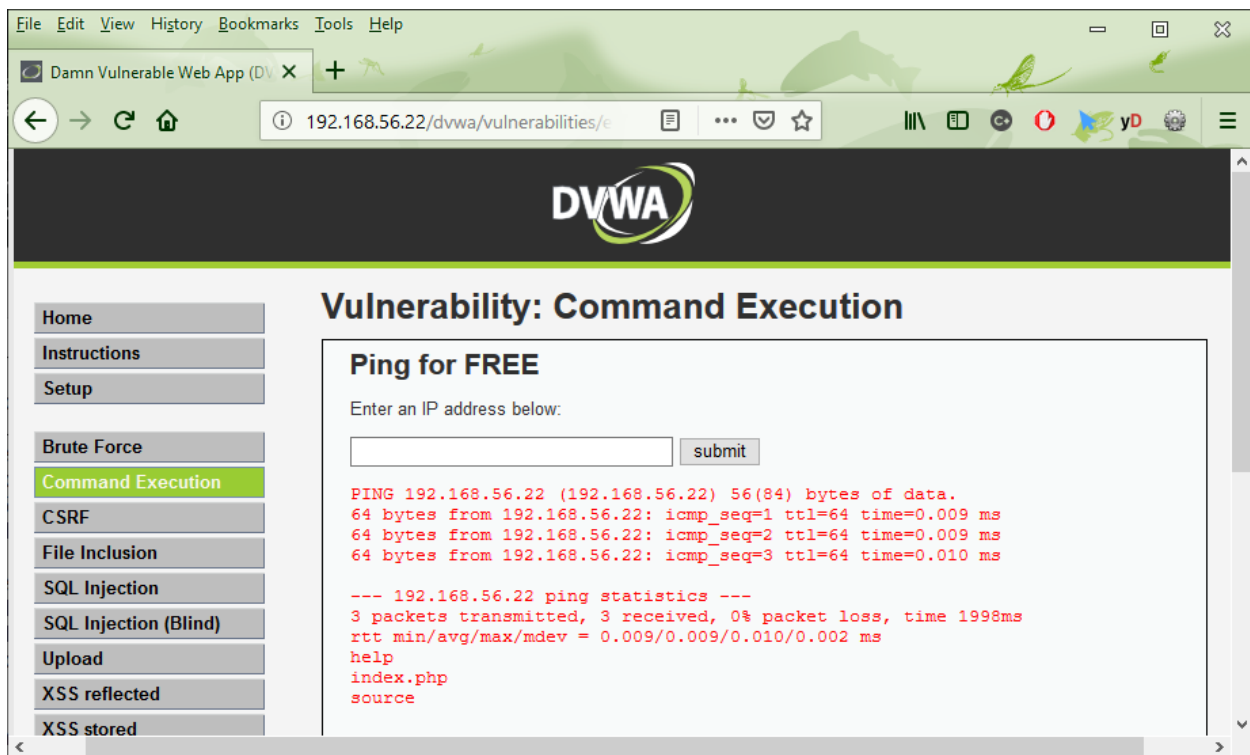 File Edit View History Bookmarks Tools Help
Damn Vulnerable Web App (DV
192.168.56.22/dvwa/vulnerabilities/e
yD
DVWA
Home
Instructions
Setup
Brute Force
Command Execution
CSRF
File Inclusion
SQL Injection
SQL Injection (Blind)
Upload
XSS reflected
XSS stored
Vulnerability: Command Execution
Ping for FREE
Enter an IP address below:
submit
PING 192.168.56.22 (192.168.56.22) 56(84) bytes of data.
64 bytes from 192.168.56.22: icmp_seq=1 ttl=64 time=0.009 ms
64 bytes from 192.168.56.22: icmp_seq=2 ttl=64 time=0.009 ms
64 bytes from 192.168.56.22: icmp_seq=3 ttl=64 time=0.010 ms
--- 192.168.56.22 ping statistics ---
3 packets transmitted, 3 received, 0% packet loss, time 1998ms
rtt min/avg/max/mdev = 0.009/0.009/0.010/0.002 ms
help
index.php
source